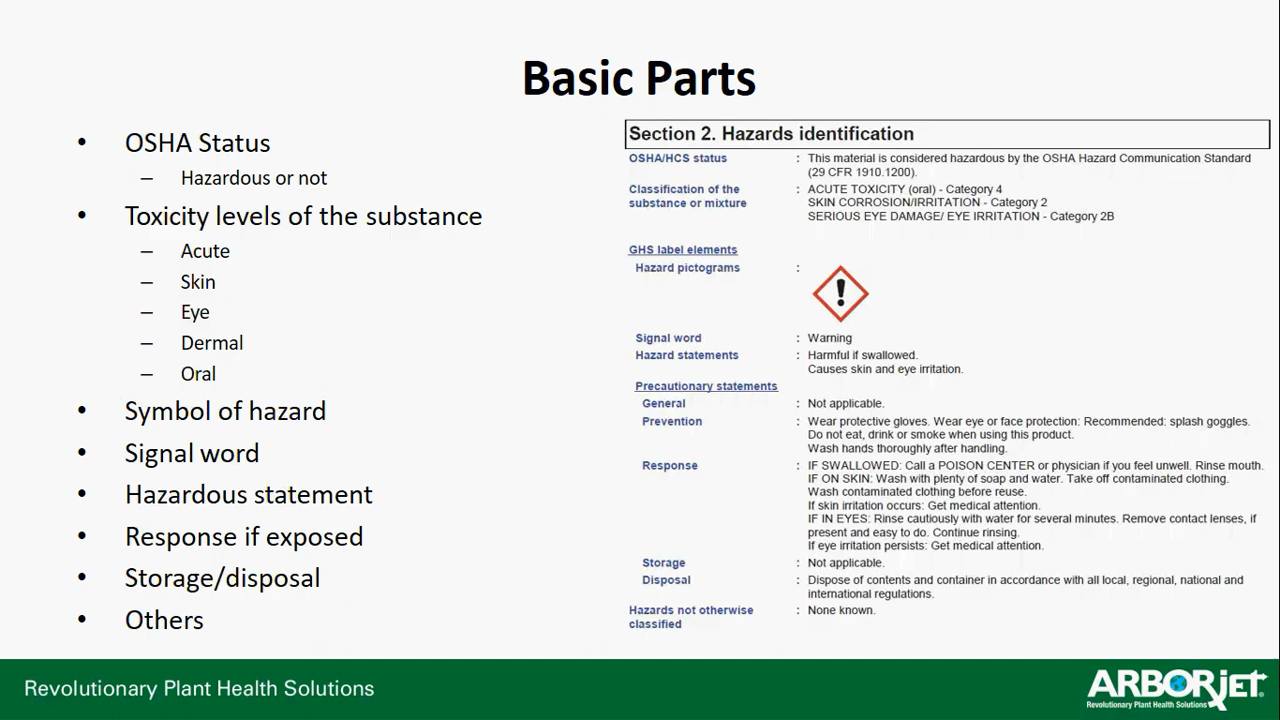 Basic Parts
• OSHA Status
– Hazardous or not
• Toxicity levels of the substance
– Acute
– Skin
– Eye
– Dermal
– Oral
• Symbol of hazard
• Signal word
• Hazardous statement
• Response if exposed
• Storage/disposal
• Others
Section 2. Hazards identification
OSHA/HCS status : This material is considered hazardous by the OSHA Hazard Communication Standard
(29 CFR 1910.1200).
Classification of the : ACUTE TOXICITY (oral) - Category 4
substance or mixture SKIN CORROSION/IRRITATION - Category 2
SERIOUS EYE DAMAGE/ EYE IRRITATION - Category 2B
GHS label elements
Hazard pictograms :
!
Signal word : Warning
Hazard statements : Harmful if swallowed.
Causes skin and eye irritation.
Precautionary statements
General : Not applicable.
Prevention : Wear protective gloves. Wear eye or face protection: Recommended: splash goggles.
Do not eat, drink or smoke when using this product.
Wash hands thoroughly after handling.
Response : IF SWALLOWED: Call a POISON CENTER or physician if you feel unwell. Rinse mouth.
IF ON SKIN: Wash with plenty of soap and water. Take off contaminated clothing.
Wash contaminated clothing before reuse.
If skin irritation occurs: Get medical attention.
IF IN EYES: Rinse cautiously with water for several minutes. Remove contact lenses, if
present and easy to do. Continue rinsing.
If eye irritation persists: Get medical attention.
Storage : Not applicable.
Disposal : Dispose of contents and container in accordance with all local, regional, national and
international regulations.
Hazards not otherwise : None known.
classified
Revolutionary Plant Health Solutions
ARBORjET®
Revolutionary Plant Health Solutions